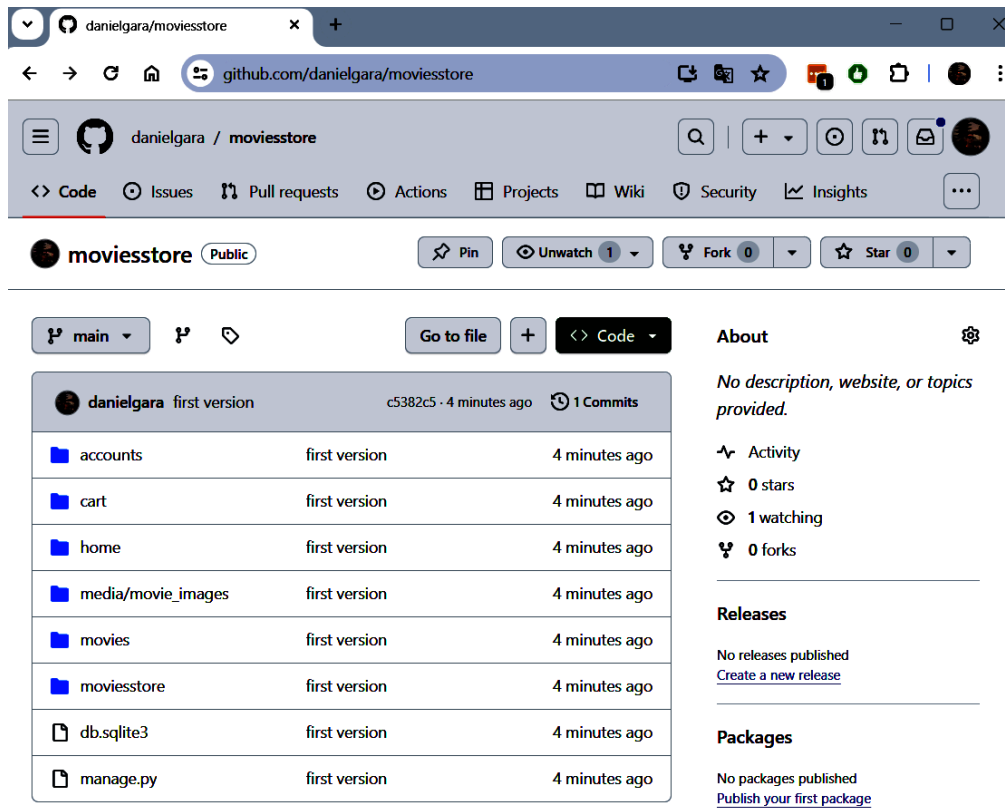 danielgara/moviesstore
github.com/danielgara/moviesstore
1
danielgara / moviesstore
Code Issues Pull requests Actions Projects Wiki Security Insights
moviesstore Public Pin Unwatch 1 Fork 0 Star 0
main Go to file Code
danielgara first version c5382c5 · 4 minutes ago 1 Commits
accounts first version 4 minutes ago
cart first version 4 minutes ago
home first version 4 minutes ago
media/movie_images first version 4 minutes ago
movies first version 4 minutes ago
moviesstore first version 4 minutes ago
db.sqlite3 first version 4 minutes ago
manage.py first version 4 minutes ago
About
No description, website, or topics
provided.
Activity
0 stars
1 watching
0 forks
Releases
No releases published
Create a new release
Packages
No packages published
Publish your first package